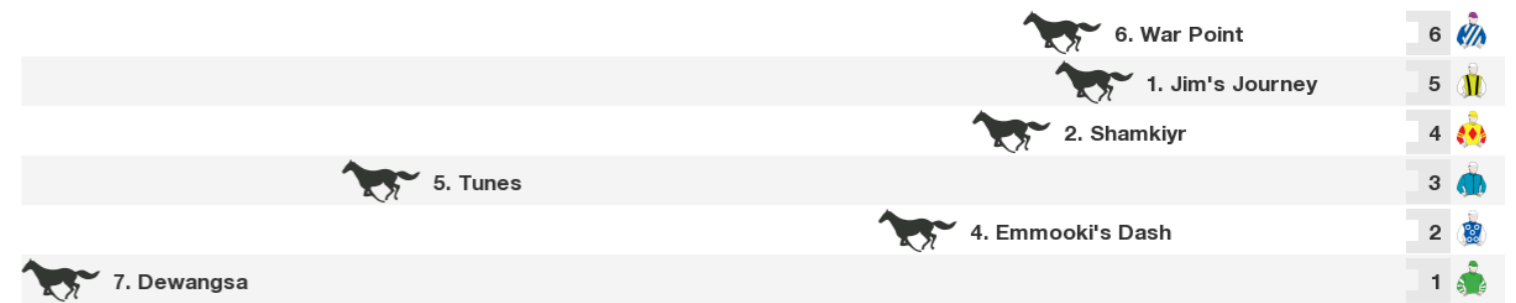 6. War Point 6
1. Jim's Journey 5
2. Shamkiyr 4
5. Tunes 3
4. Emmooki's Dash 2
7. Dewangsa 1